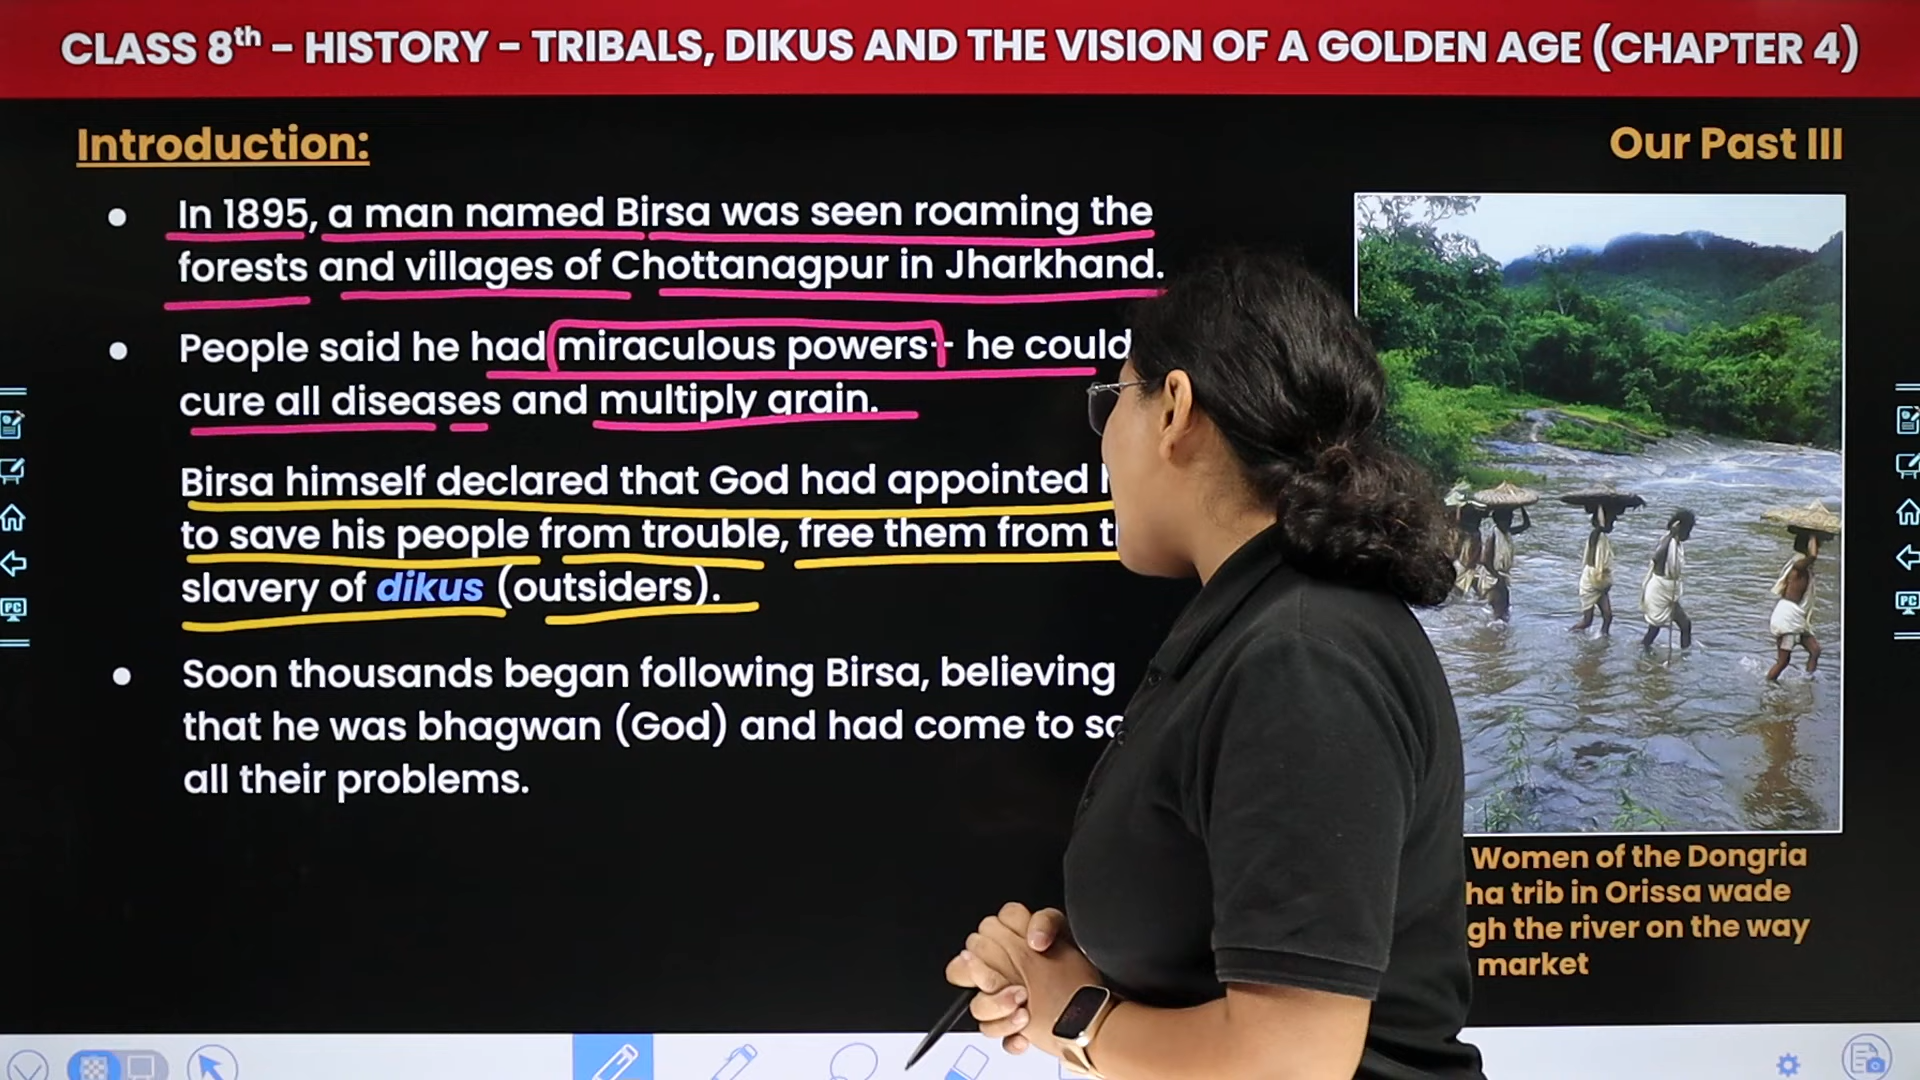 CLASS 8th – HISTORY – TRIBALS, DIKUS AND THE VISION OF A GOLDEN AGE (CHAPTER 4)
Introduction:
Our Past III
In 1895, a man named Birsa was seen roaming the
forests and villages of Chottanagpur in Jharkhand.
People said he had miraculous powers – he could
cure all diseases and multiply grain.
Birsa himself declared that God had appointed
to save his people from trouble, free them from
slavery of dikus (outsiders).
Soon thousands began following Birsa, believing
that he was bhagwan (God) and had come to
all their problems.
Women of the Dongria
trib in Orissa wade
the river on the way
market
PC
PC